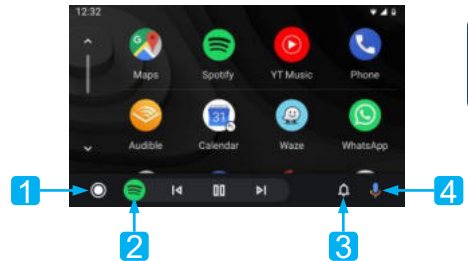 12:32
Maps
Spotify
YT Music
Phone
31
Audible
Calendar
Waze
WhatsApp
1
2
3
4